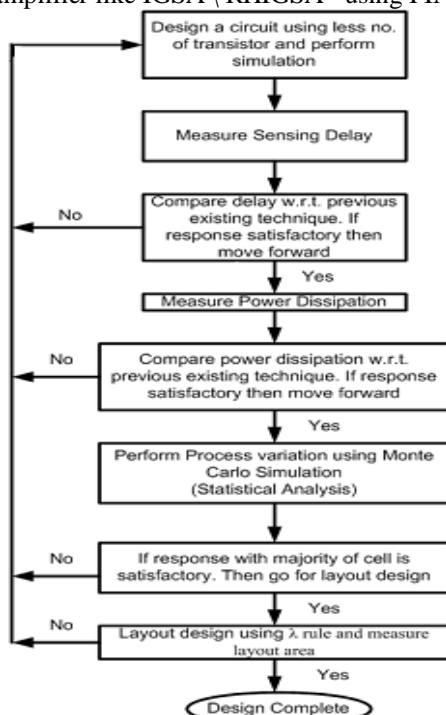 Design a circuit using less no.
of transistor and perform
simulation
Measure Sensing Delay
Compare delay w.r.t. previous
existing technique. If
response satisfactory then
move forward
No
Yes
Measure Power Dissipation
Compare power dissipation w.r.t.
previous existing technique. If response
satisfactory then move forward
No
Yes
Perform Process variation using Monte
Carlo Simulation
(Statistical Analysis)
If response with majority of cell is
satisfactory. Then go for layout design
No
Yes
Layout design using λ rule and measure
layout area
No
Yes
Design Complete